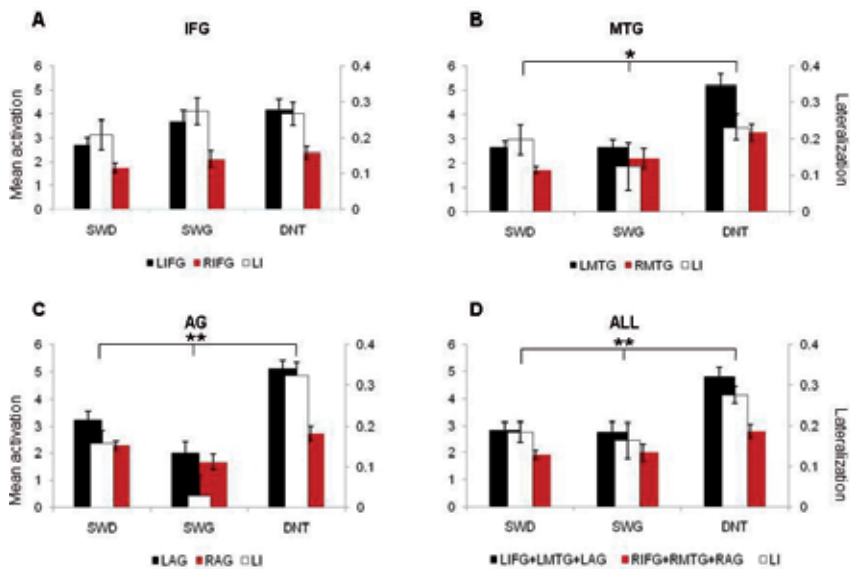 A
IFG
Mean activation
6
5
4
3
2
1
0
0.4
0.3
0.2
0.1
0
SWD SWG DNT
LIFG RIFG LI
B
MTG
*
6
5
4
3
2
1
0
0.4
0.3
0.2
0.1
0
Lateralization
SWD SWG DNT
LMTG RMTG LI
C
AG
**
Mean activation
6
5
4
3
2
1
0
0.4
0.3
0.2
0.1
0
SWD SWG DNT
LAG RAG LI
D
ALL
**
6
5
4
3
2
1
0
0.4
0.3
0.2
0.1
0
Lateralization
SWD SWG DNT
LIFG+LMTG+LAG RIFG+RMTG+RAG LI